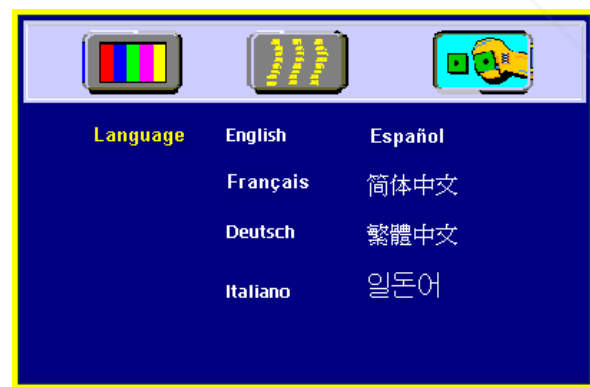 Language English Español
Français 简体中文
Deutsch 繁體中文
Italiano 일돈어